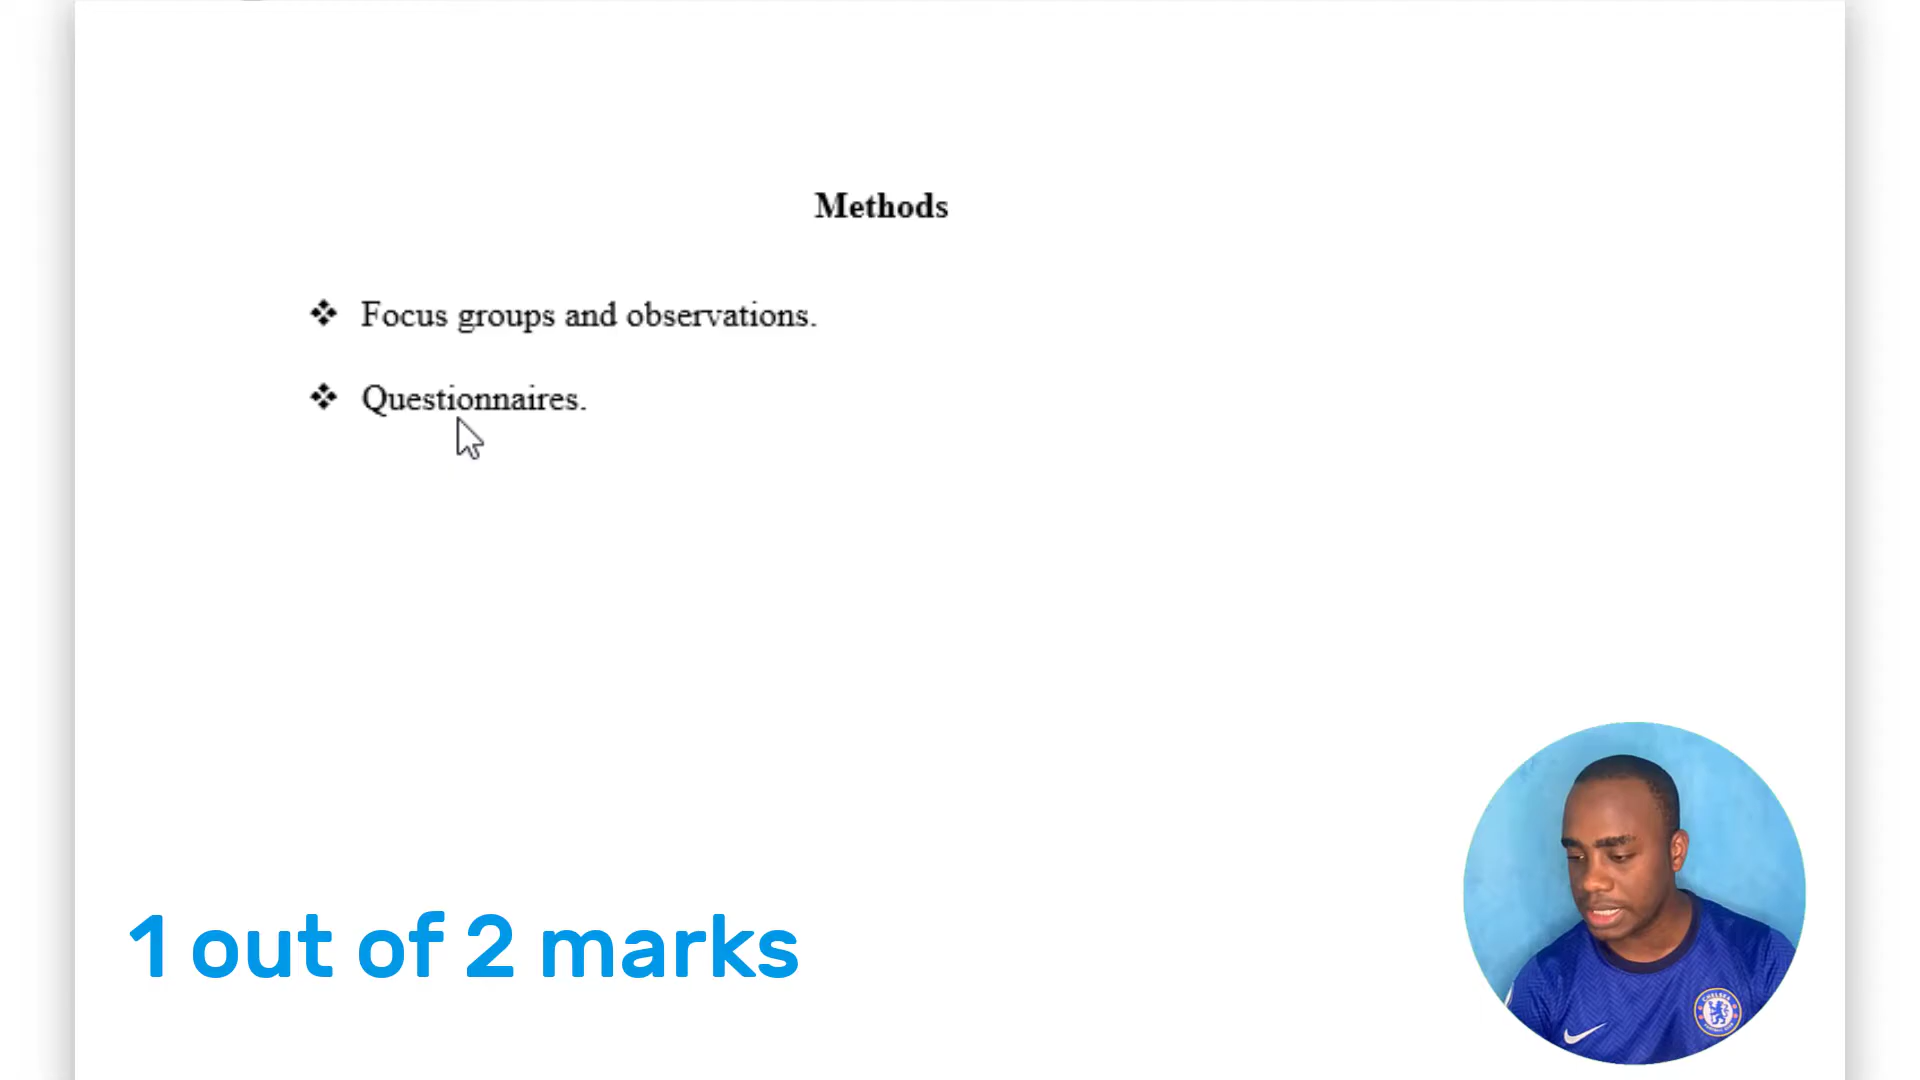 Methods
❖ Focus groups and observations.
❖ Questionnaires.
1 out of 2 marks